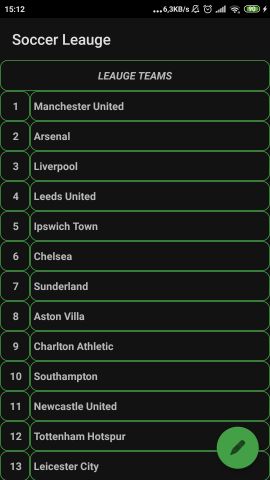 15:12 ...6,3KB/s 90
Soccer Leauge
LEAUGE TEAMS
1 Manchester United
2 Arsenal
3 Liverpool
4 Leeds United
5 Ipswich Town
6 Chelsea
7 Sunderland
8 Aston Villa
9 Charlton Athletic
10 Southampton
11 Newcastle United
12 Tottenham Hotspur
13 Leicester City